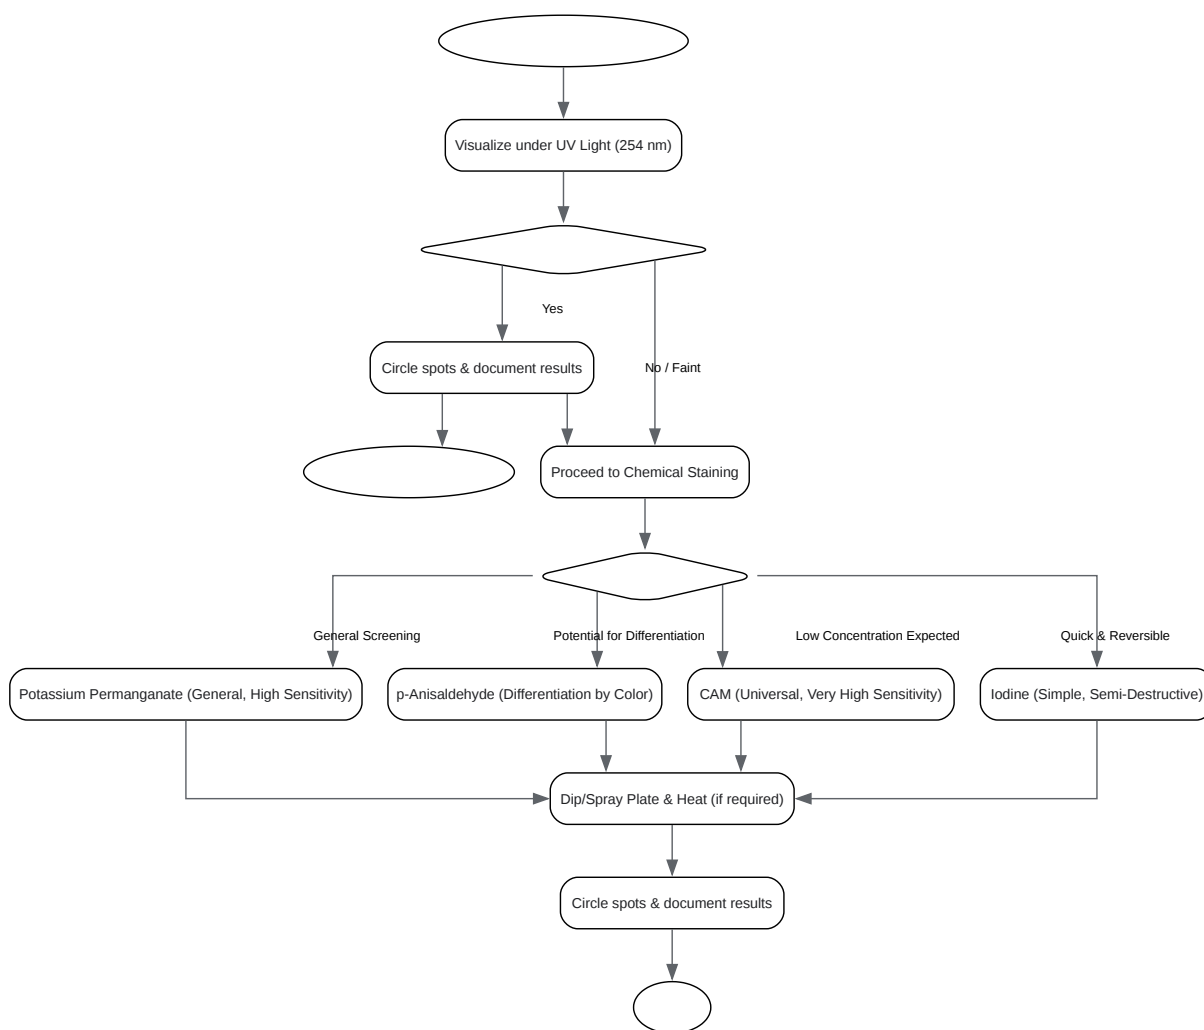 Visualize under UV Light (254 nm)
Yes
Circle spots & document results
No / Faint
Proceed to Chemical Staining
General Screening
Potential for Differentiation
Low Concentration Expected
Quick & Reversible
Potassium Permanganate (General, High Sensitivity)
p-Anisaldehyde (Differentiation by Color)
CAM (Universal, Very High Sensitivity)
Iodine (Simple, Semi-Destructive)
Dip/Spray Plate & Heat (if required)
Circle spots & document results